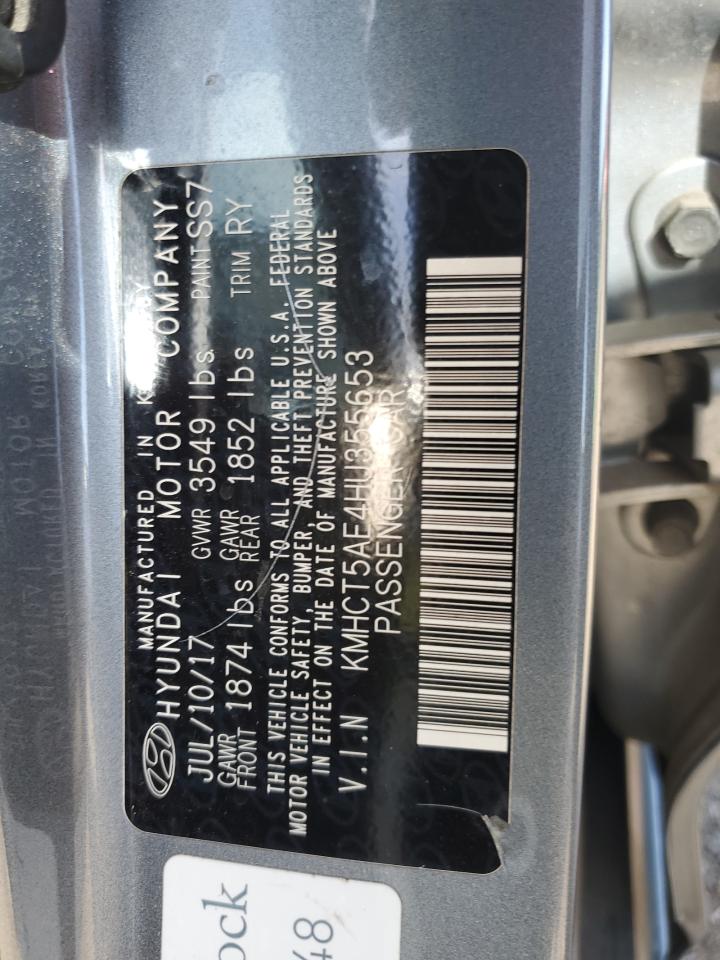 MANUFACTURED IN
HYUNDAI MOTOR COMPANY
JUL/10/17 GVWR 3549 lbs PAINT SS7
GAWR FRONT 1874 lbs GAWR REAR 1852 lbs TRIM RY
THIS VEHICLE CONFORMS TO ALL APPLICABLE U.S.A. FEDERAL
MOTOR VEHICLE SAFETY, BUMPER, AND THEFT PREVENTION STANDARDS
IN EFFECT ON THE DATE OF MANUFACTURE SHOWN ABOVE
V.I.N KMHCT5AE4HU355653
PASSENGER CAR
ock
48